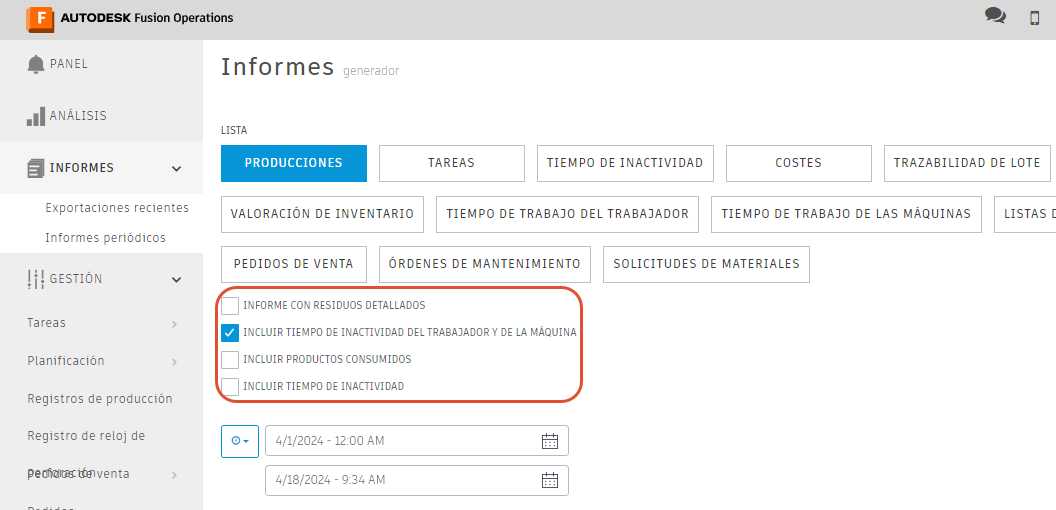 F AUTODESK Fusion Operations
PANEL
ANÁLISIS
INFORMES
Exportaciones recientes
Informes periódicos
GESTIÓN
Tareas
Planificación
Registros de producción
Registro de reloj de
perforación
Pedidos de venta
Pedidos
Informes generador
LISTA
PRODUCCIONES TAREAS TIEMPO DE INACTIVIDAD COSTES TRAZABILIDAD DE LOTE
VALORACIÓN DE INVENTARIO TIEMPO DE TRABAJO DEL TRABAJADOR TIEMPO DE TRABAJO DE LAS MÁQUINAS LISTAS
PEDIDOS DE VENTA ÓRDENES DE MANTENIMIENTO SOLICITUDES DE MATERIALES
INFORME CON RESIDUOS DETALLADOS
INCLUIR TIEMPO DE INACTIVIDAD DEL TRABAJADOR Y DE LA MÁQUINA
INCLUIR PRODUCTOS CONSUMIDOS
INCLUIR TIEMPO DE INACTIVIDAD
4/1/2024 - 12:00 AM
4/18/2024 - 9:34 AM